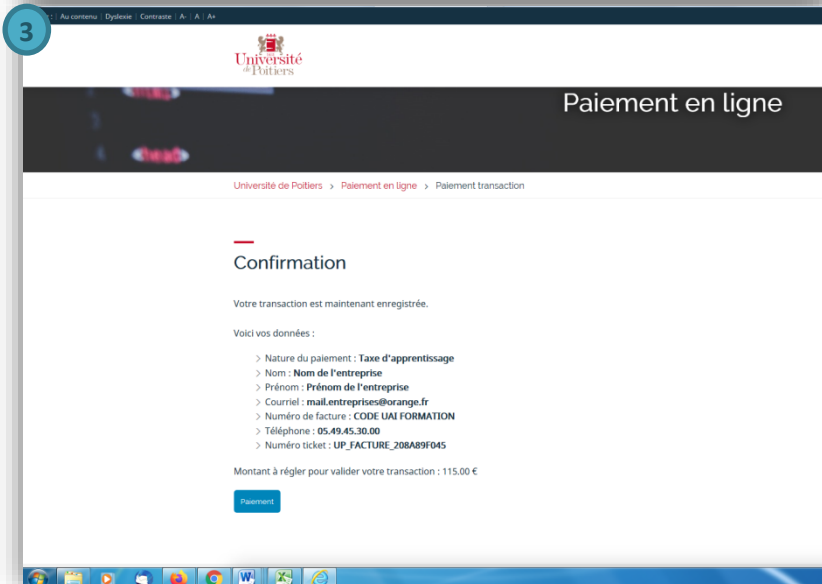 3
Au contenu | Dyslexie | Contraste | A- | A | A+
Université
de Poitiers
Paiement en ligne
3
4
Université de Poitiers > Paiement en ligne > Paiement transaction
Confirmation
Votre transaction est maintenant enregistrée.
Voici vos données :
> Nature du paiement : Taxe d'apprentissage
> Nom : Nom de l'entreprise
> Prénom : Prénom de l'entreprise
> Courriel : mail.entreprises@orange.fr
> Numéro de facture : CODE UAI FORMATION
> Téléphone : 05.49.45.30.00
> Numéro ticket : UP_FACTURE_208A89F045
Montant à régler pour valider votre transaction : 115.00 €
Paiement